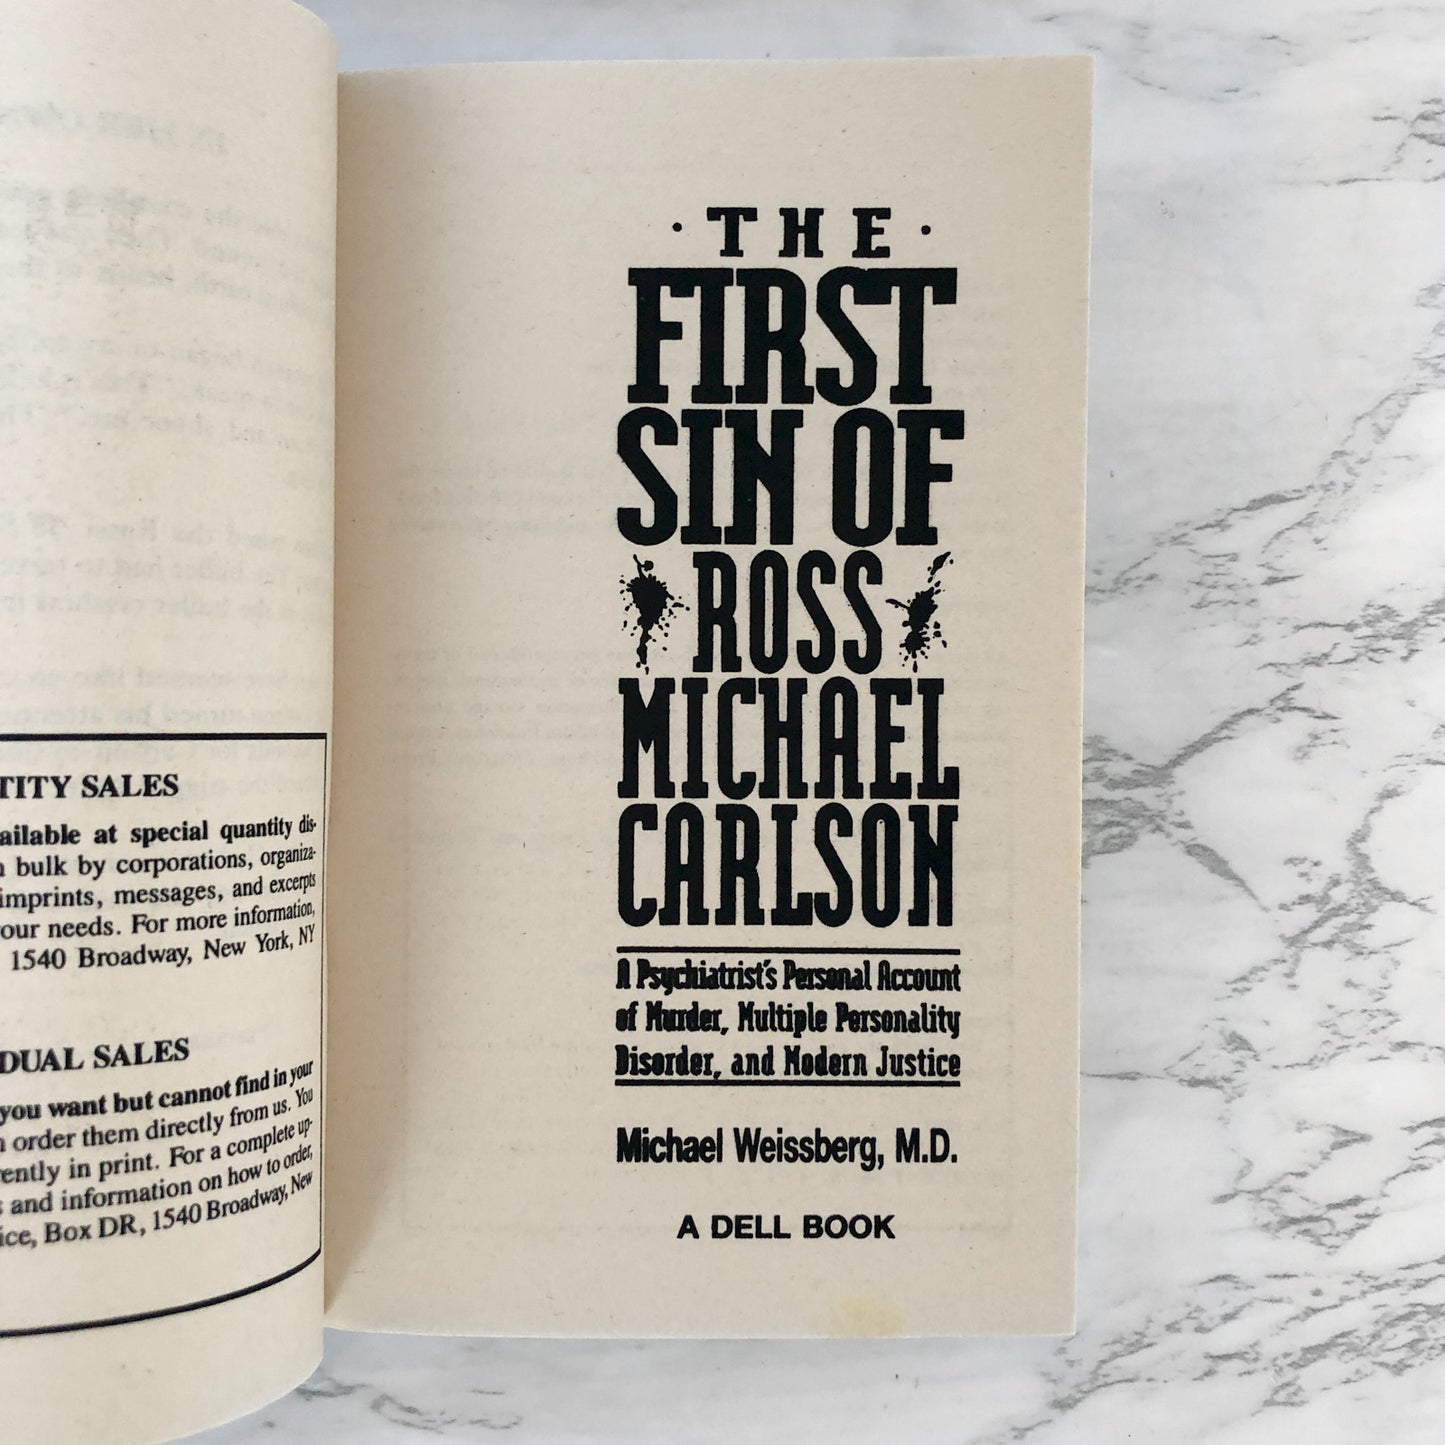 TITY SALES
ailable at special quantity dis-
bulk by corporations, organiza-
imprints, messages, and excerpts
our needs. For more information,
1540 Broadway, New York, NY
DUAL SALES
you want but cannot find in your
order them directly from us. You
ently in print. For a complete up-
and information on how to order,
ice, Box DR, 1540 Broadway, New
· THE ·
FIRST
SIN OF
ROSS
MICHAEL
CARLSON
A Psychiatrist's Personal Account
of Murder, Multiple Personality
Disorder, and Modern Justice
Michael Weissberg, M.D.
A DELL BOOK